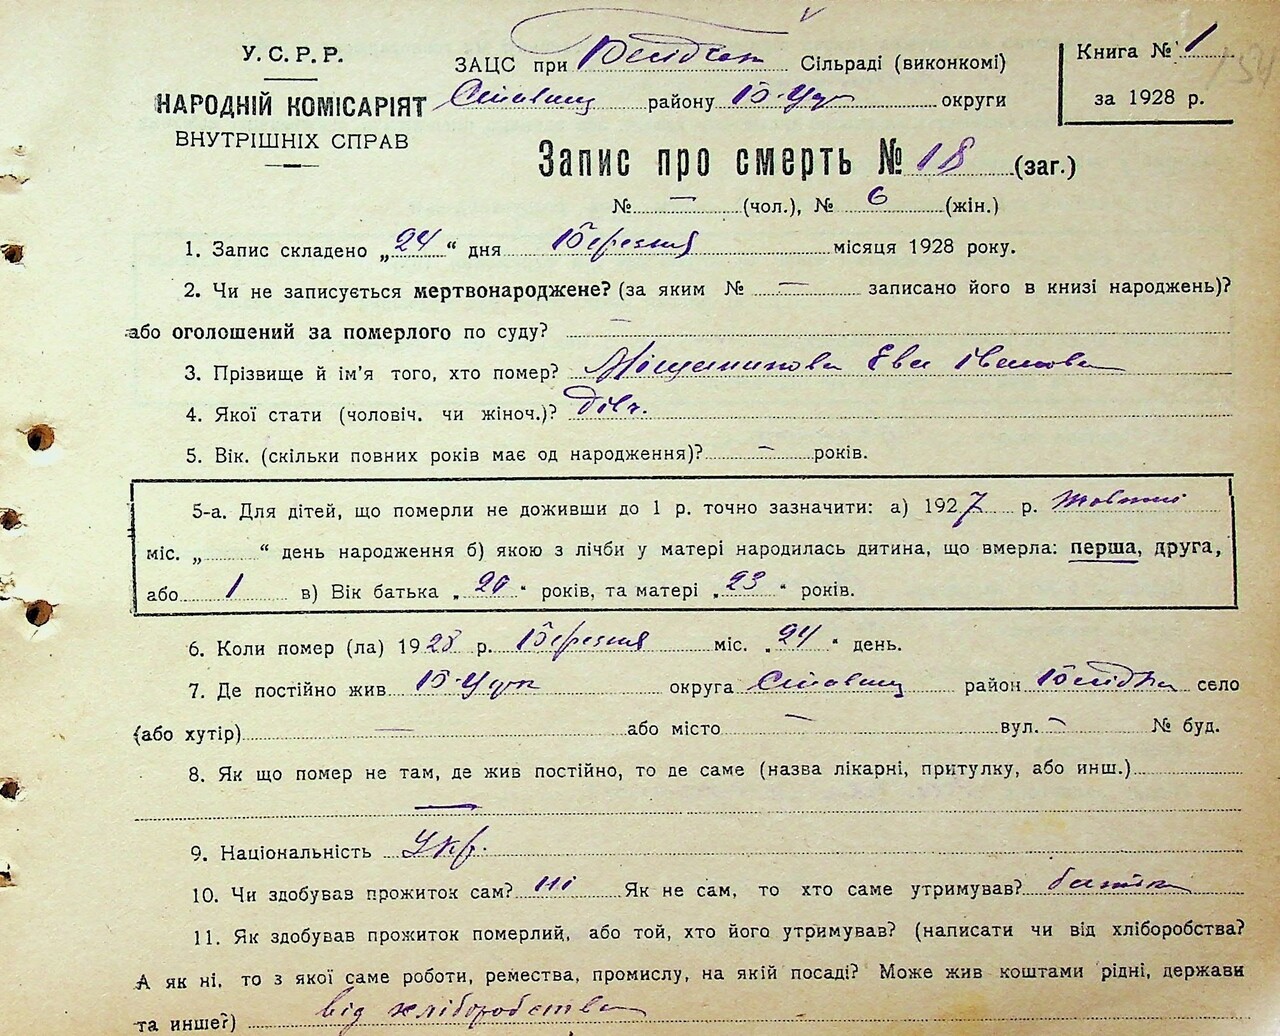 У.С.Р.Р.
НАРОДНІЙ КОМІСАРІЯТ
ВНУТРІШНІХ СПРАВ
ЗАЦС при Сільраді (виконкомі)
району Б-Церк округи
Книга № 1
за 1928 р.
Запис про смерть № 18 (заг.)
№ — (чол.), № 6 (жін.)
1. Запис складено „24“ дня Березня місяця 1928 року.
2. Чи не записується мертвонароджене? (за яким № — записано його в книзі народжень)?
або оголошений за померлого по суду? —
3. Прізвище й ім'я того, хто помер? Ева Іванова
4. Якої стати (чоловіч. чи жіноч.)? Дівч.
5. Вік. (скільки повних років має од народження)? — років.
5-а. Для дітей, що померли не доживши до 1 р. точно зазначити: а) 1927 р. Жовтні
міс. „ “ день народження б) якою з лічби у матері народилась дитина, що вмерла: перша, друга,
або 1 в) Вік батька „ “ років, та матері „23“ років.
6. Коли помер (ла) 1928 р. Березня міс. „24“ день.
7. Де постійно жив Б-Церк округа район село
(або хутір) — або місто — вул. — № буд.
8. Як що помер не там, де жив постійно, то де саме (назва лікарні, притулку, або инш.)
—
9. Національність Укр.
10. Чи здобував прожиток сам? ні Як не сам, то хто саме утримував? батьки
11. Як здобував прожиток померлий, або той, хто його утримував? (написати чи від хліборобства?
А як ні, то з якої саме роботи, ремества, промислу, на якій посаді? Може жив коштами рідні, держави
та инше?) від хліборобства